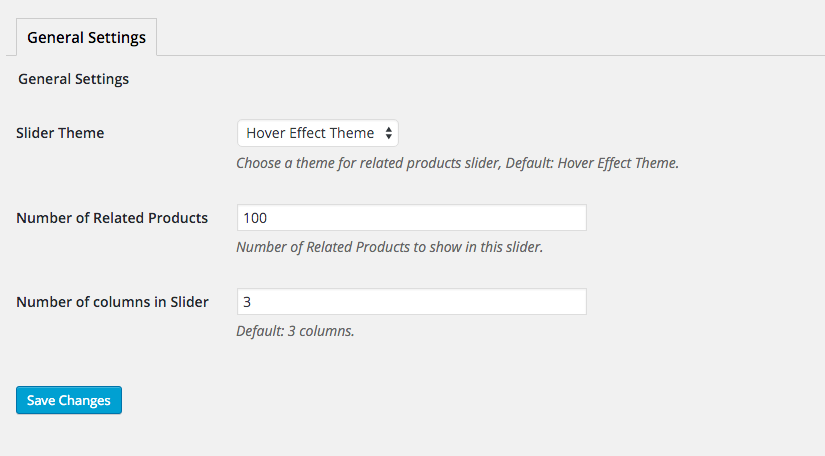 General Settings
General Settings
Slider Theme
Hover Effect Theme
Choose a theme for related products slider, Default: Hover Effect Theme.
Number of Related Products
100
Number of Related Products to show in this slider.
Number of columns in Slider
3
Default: 3 columns.
Save Changes